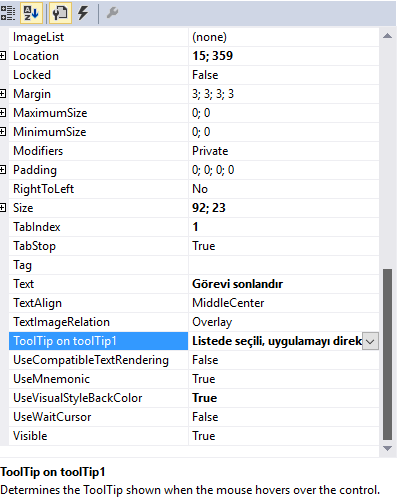 ImageList (none)
Location 15; 359
Locked False
Margin 3; 3; 3; 3
MaximumSize 0; 0
MinimumSize 0; 0
Modifiers Private
Padding 0; 0; 0; 0
RightToLeft No
Size 92; 23
TabIndex 1
TabStop True
Tag
Text Görevi sonlandır
TextAlign MiddleCenter
TextImageRelation Overlay
ToolTip on toolTip1 Listede seçili, uygulamayı direk
UseCompatibleTextRendering False
UseMnemonic True
UseVisualStyleBackColor True
UseWaitCursor False
Visible True
ToolTip on toolTip1
Determines the ToolTip shown when the mouse hovers over the control.